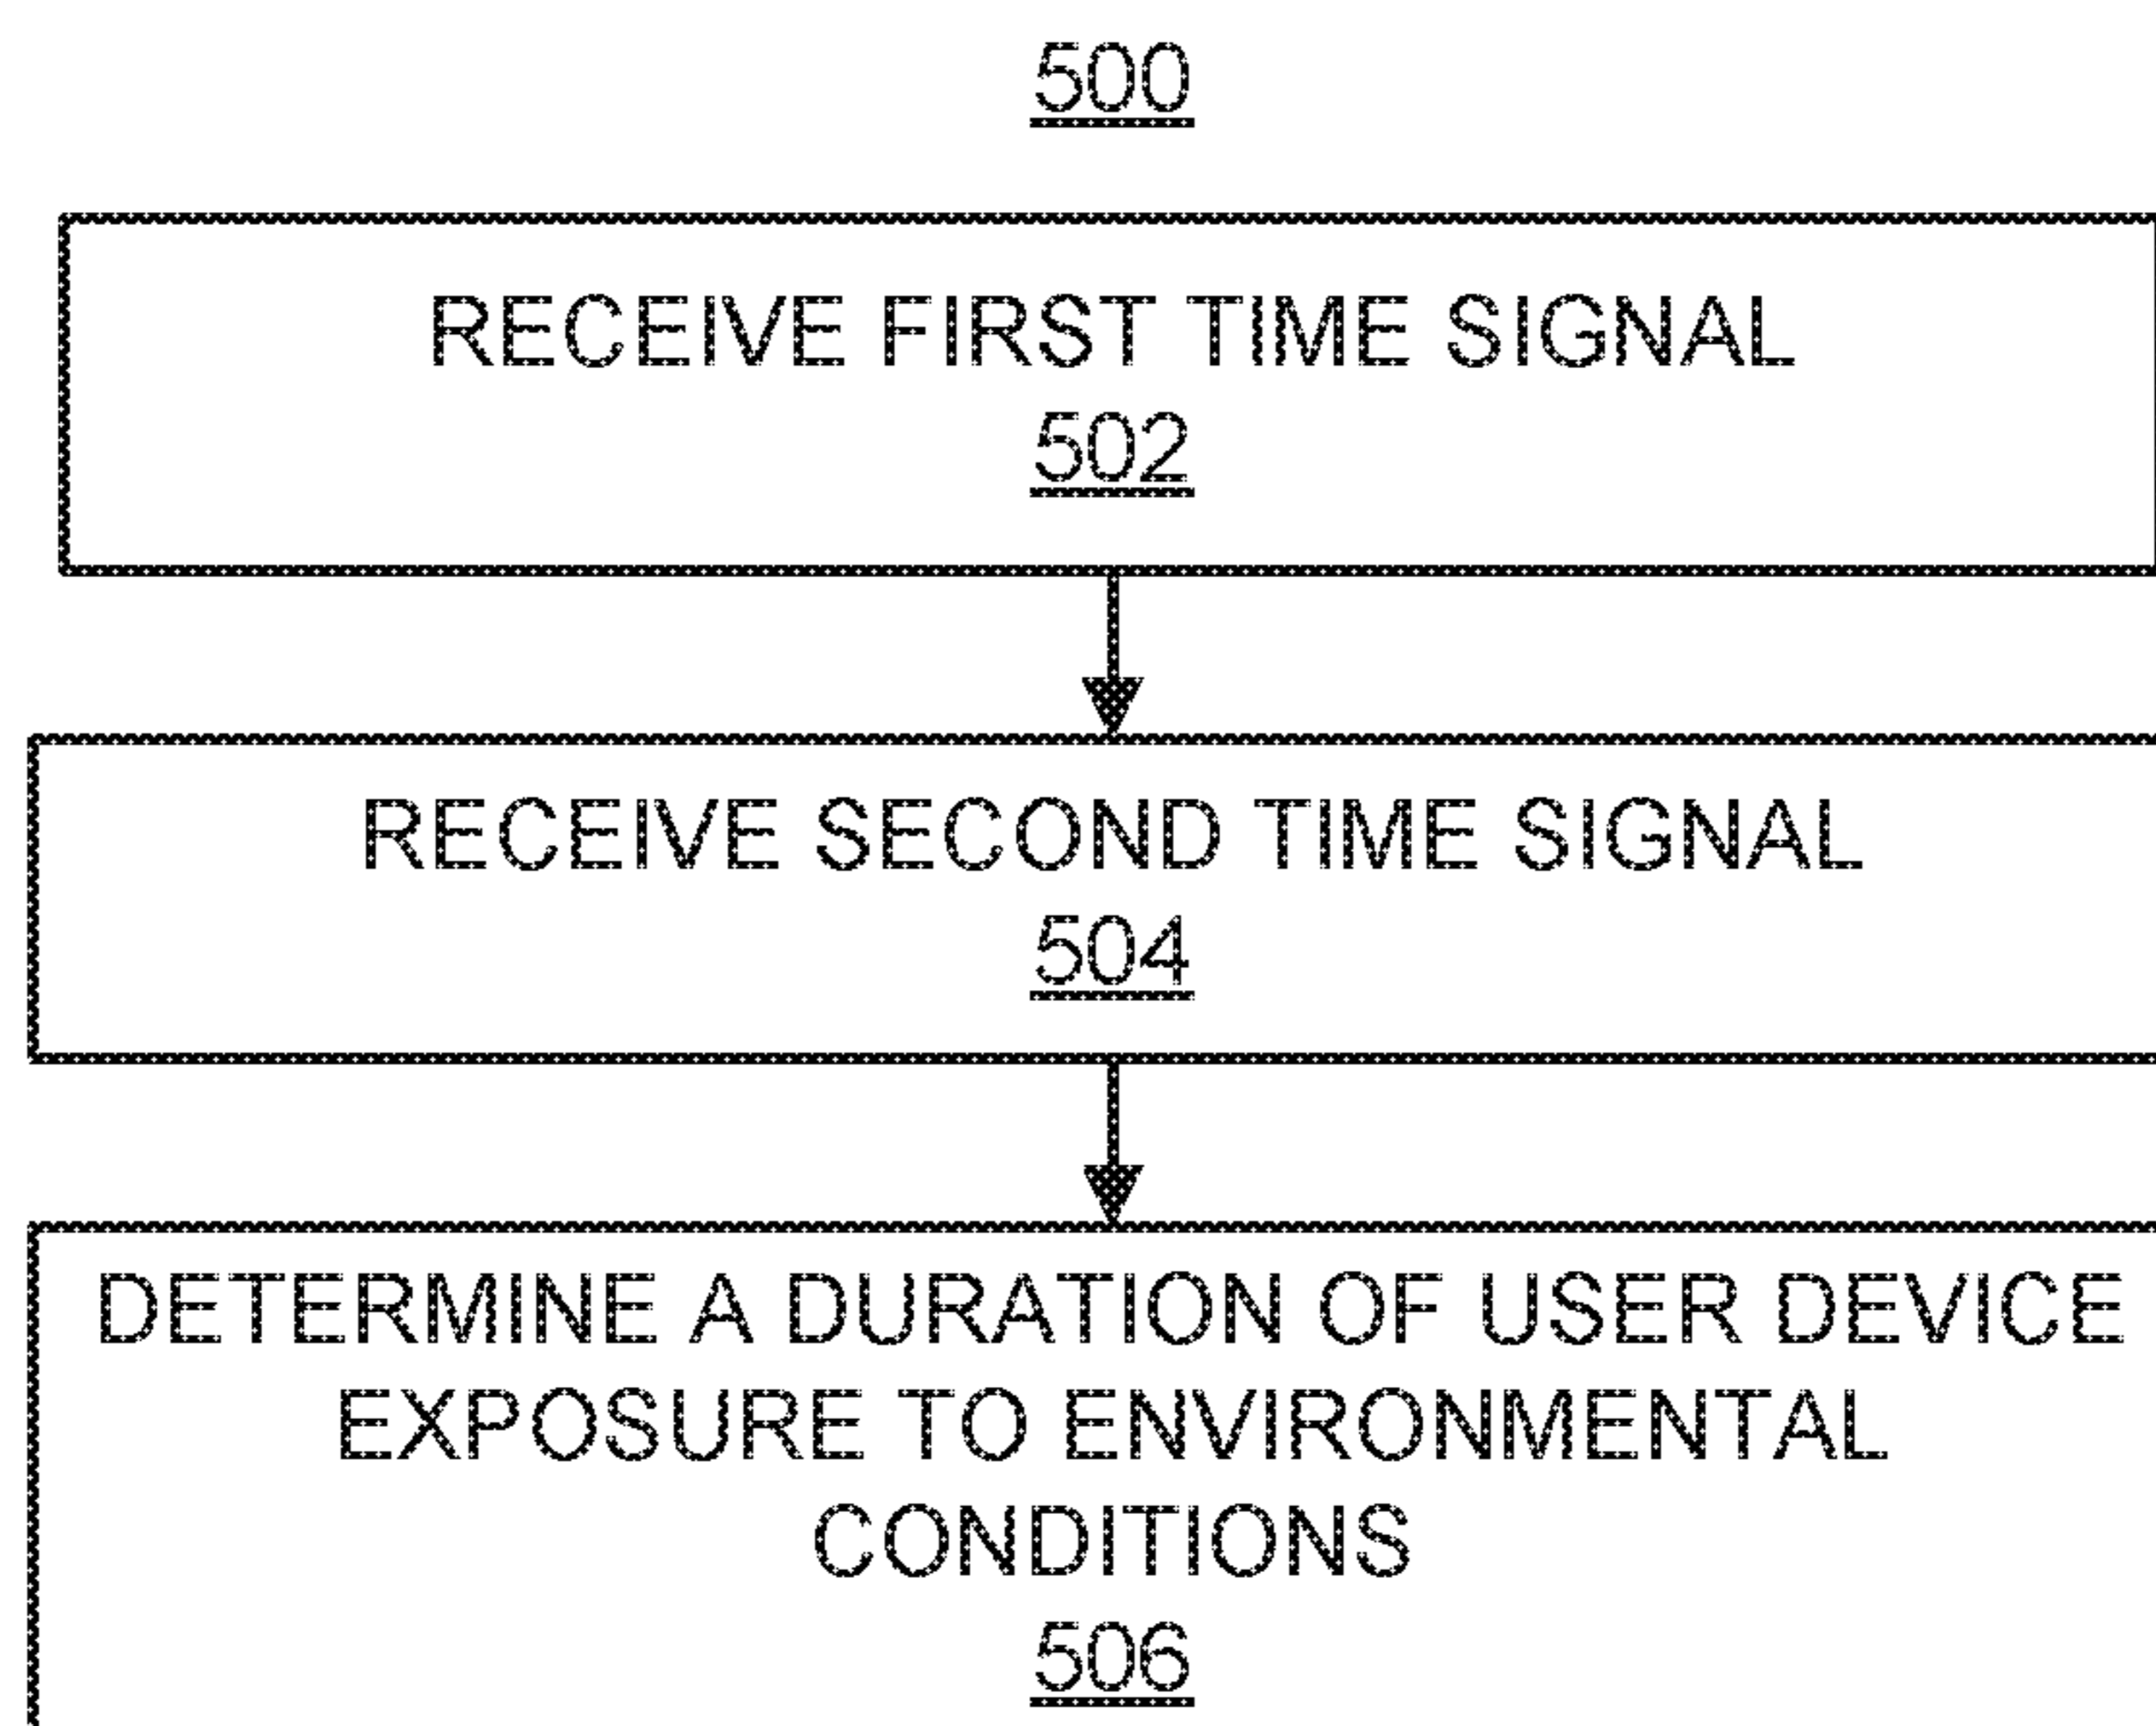 500
RECEIVE FIRST TIME SIGNAL
502
RECEIVE SECOND TIME SIGNAL
504
DETERMINE A DURATION OF USER DEVICE
EXPOSURE TO ENVIRONMENTAL
CONDITIONS
506